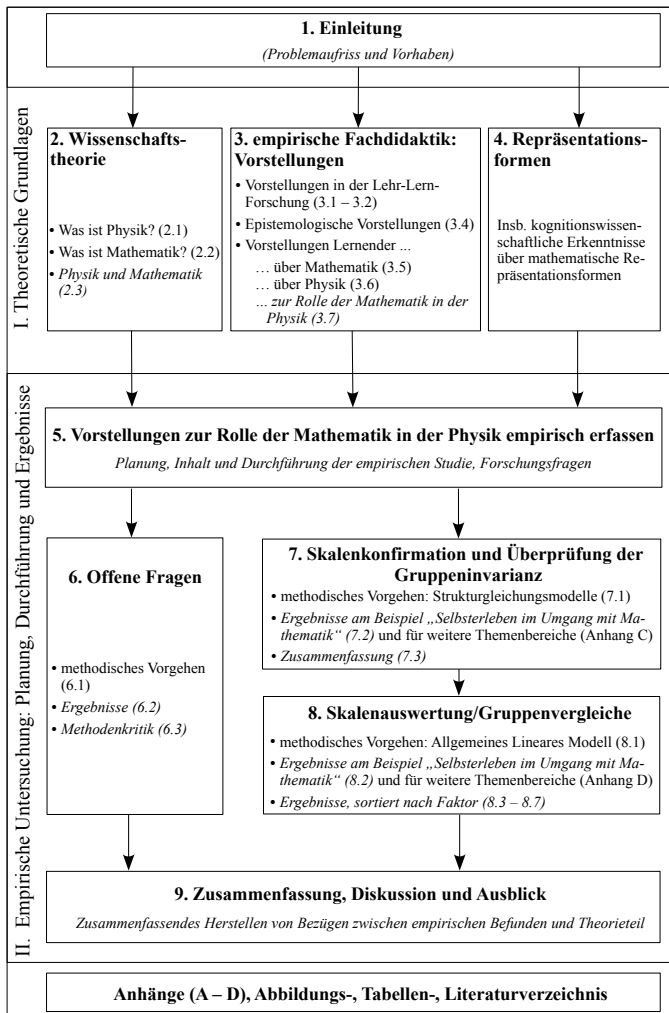 1. Einleitung
(Problemaufriss und Vorhaben)
I. Theoretische Grundlagen
2. Wissenschafts-
theorie
• Was ist Physik? (2.1)
• Was ist Mathematik? (2.2)
• Physik und Mathematik
(2.3)
3. empirische Fachdidaktik:
Vorstellungen
• Vorstellungen in der Lehr-Lern-
Forschung (3.1 – 3.2)
• Epistemologische Vorstellungen (3.4)
• Vorstellungen Lernender ...
… über Mathematik (3.5)
… über Physik (3.6)
... zur Rolle der Mathematik in der
Physik (3.7)
4. Repräsentations-
formen
Insb. kognitionswissen-
schaftliche Erkenntnisse
über mathematische Re-
präsentationsformen
II. Empirische Untersuchung: Planung, Durchführung und Ergebnisse
5. Vorstellungen zur Rolle der Mathematik in der Physik empirisch erfassen
Planung, Inhalt und Durchführung der empirischen Studie, Forschungsfragen
6. Offene Fragen
• methodisches Vorgehen
(6.1)
• Ergebnisse (6.2)
• Methodenkritik (6.3)
7. Skalenkonfirmation und Überprüfung der
Gruppeninvarianz
• methodisches Vorgehen: Strukturgleichungsmodelle (7.1)
• Ergebnisse am Beispiel „Selbsterleben im Umgang mit Ma-
thematik“ (7.2) und für weitere Themenbereiche (Anhang C)
• Zusammenfassung (7.3)
8. Skalenauswertung/Gruppenvergleiche
• methodisches Vorgehen: Allgemeines Lineares Modell (8.1)
• Ergebnisse am Beispiel „Selbsterleben im Umgang mit Ma-
thematik“ (8.2) und für weitere Themenbereiche (Anhang D)
• Ergebnisse, sortiert nach Faktor (8.3 – 8.7)
9. Zusammenfassung, Diskussion und Ausblick
Zusammenfassendes Herstellen von Bezügen zwischen empirischen Befunden und Theorieteil
Anhänge (A – D), Abbildungs-, Tabellen-, Literaturverzeichnis